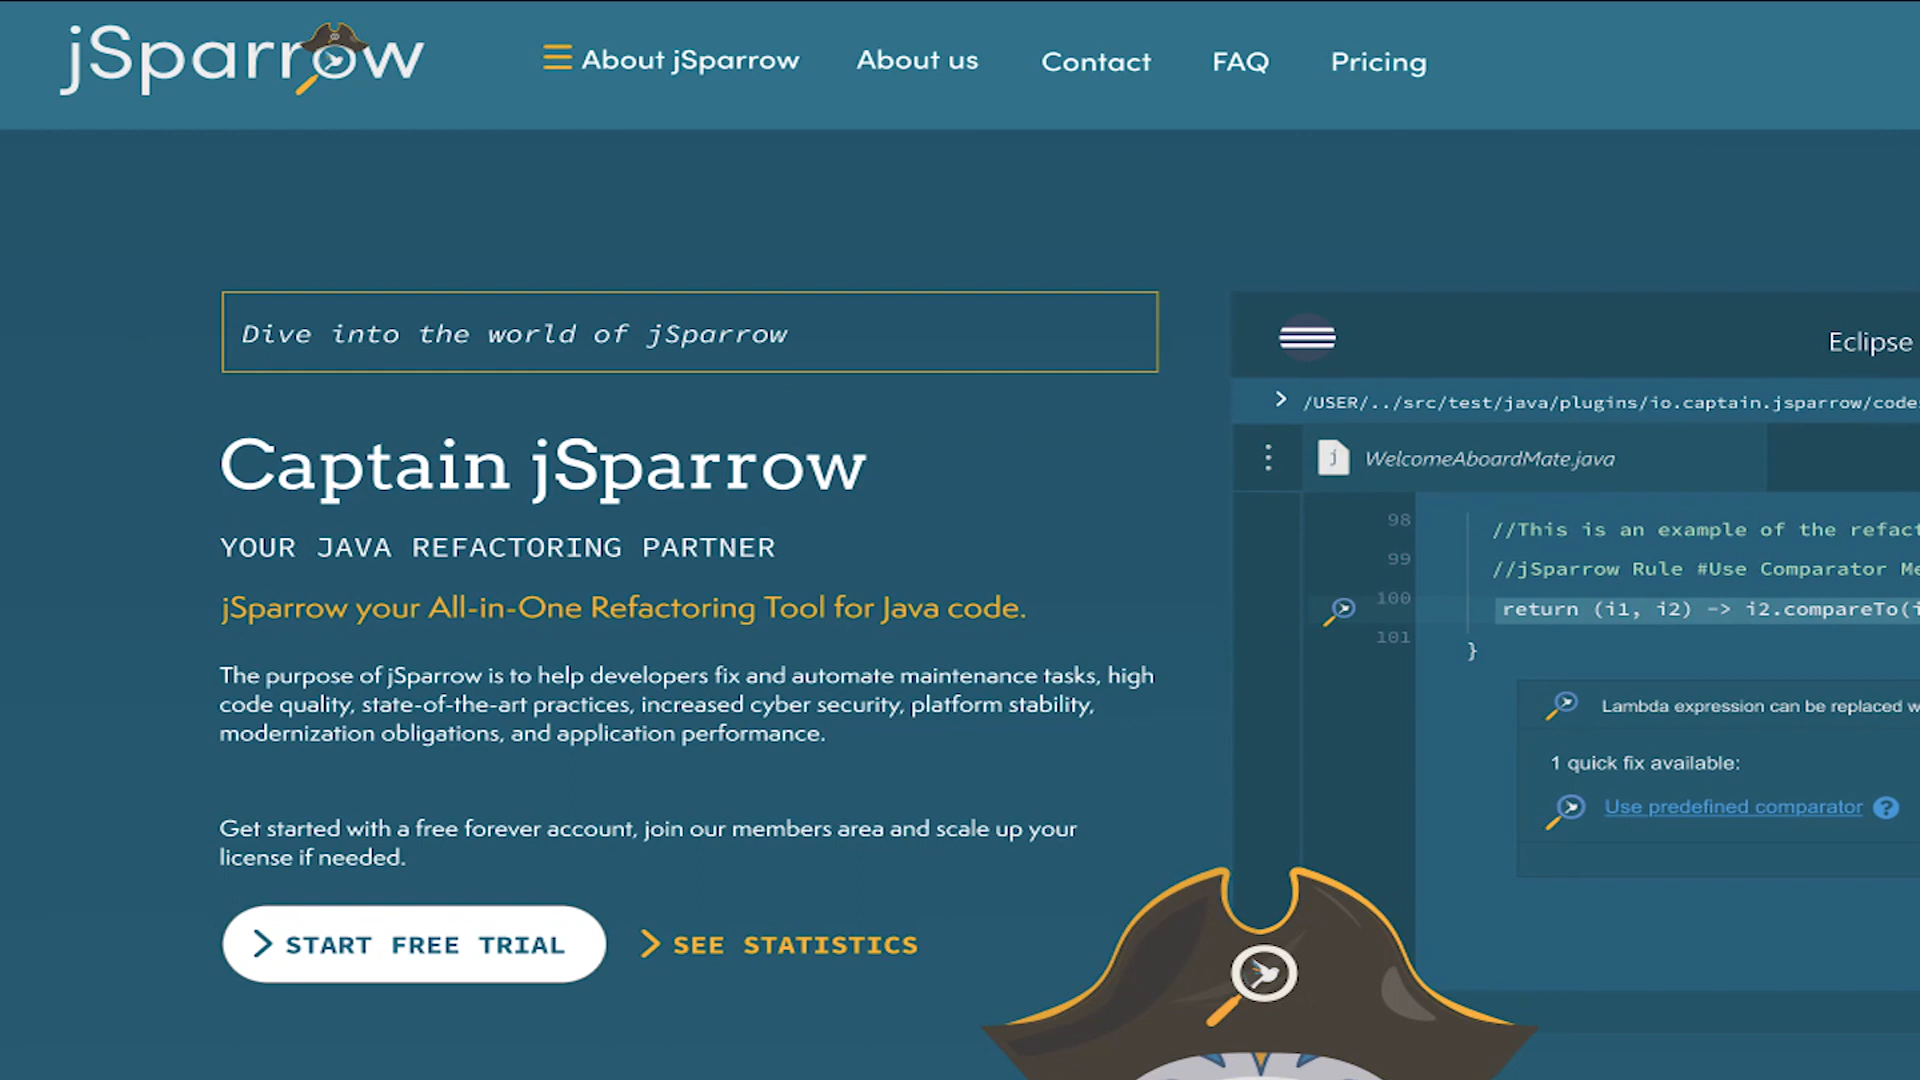 jSparrow
About jSparrow
About us
Contact
FAQ
Pricing
Dive into the world of jSparrow
Captain jSparrow
YOUR JAVA REFACTORING PARTNER
jSparrow your All-in-One Refactoring Tool for Java code.
The purpose of jSparrow is to help developers fix and automate maintenance tasks, high
code quality, state-of-the-art practices, increased cyber security, platform stability,
modernization obligations, and application performance.
Get started with a free forever account, join our members area and scale up your
license if needed.
START FREE TRIAL
SEE STATISTICS
Eclipse
/USER/../src/test/java/plugins/io.captain.jsparrow/code
j WelcomeAboardMate.java
98 //This is an example of the refact
99 //jSparrow Rule #Use Comparator Me
100 return (i1, i2) -> i2.compareTo(i
101 }
Lambda expression can be replaced w
1 quick fix available:
Use predefined comparator ?